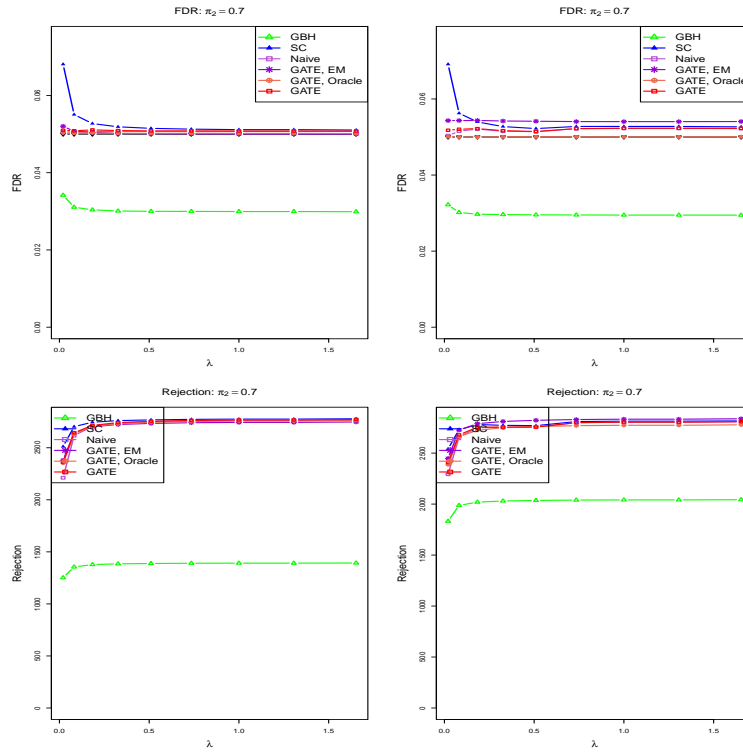 FDR: π₂ = 0.7
GBH
SC
Naive
GATE, EM
GATE, Oracle
GATE
FDR
0.00
0.02
0.04
0.06
0.0
0.5
1.0
1.5
λ
FDR: π₂ = 0.7
GBH
SC
Naive
GATE, EM
GATE, Oracle
GATE
FDR
0.00
0.02
0.04
0.06
0.0
0.5
1.0
1.5
λ
Rejection: π₂ = 0.7
GBH
SC
Naive
GATE, EM
GATE, Oracle
GATE
Rejection
0
500
1000
1500
2000
2500
0.0
0.5
1.0
1.5
λ
Rejection: π₂ = 0.7
GBH
SC
Naive
GATE, EM
GATE, Oracle
GATE
Rejection
0
500
1000
1500
2000
2500
0.0
0.5
1.0
1.5
λ